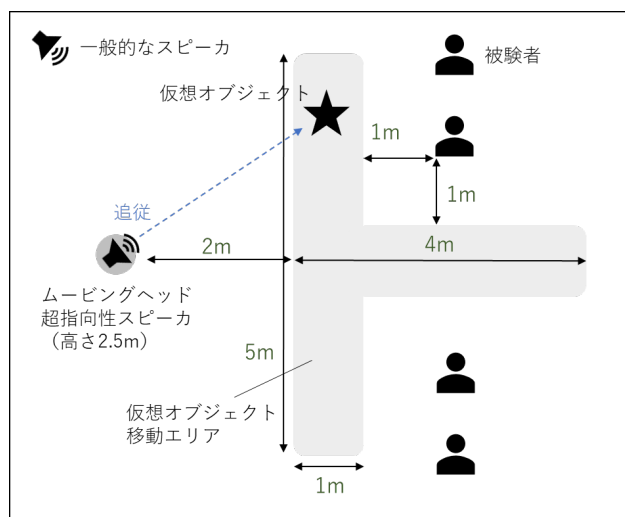 一般的なスピーカ
被験者
仮想オブジェクト
1m
1m
追従
2m
4m
ムービングヘッド
超指向性スピーカ
（高さ2.5m）
5m
仮想オブジェクト
移動エリア
1m